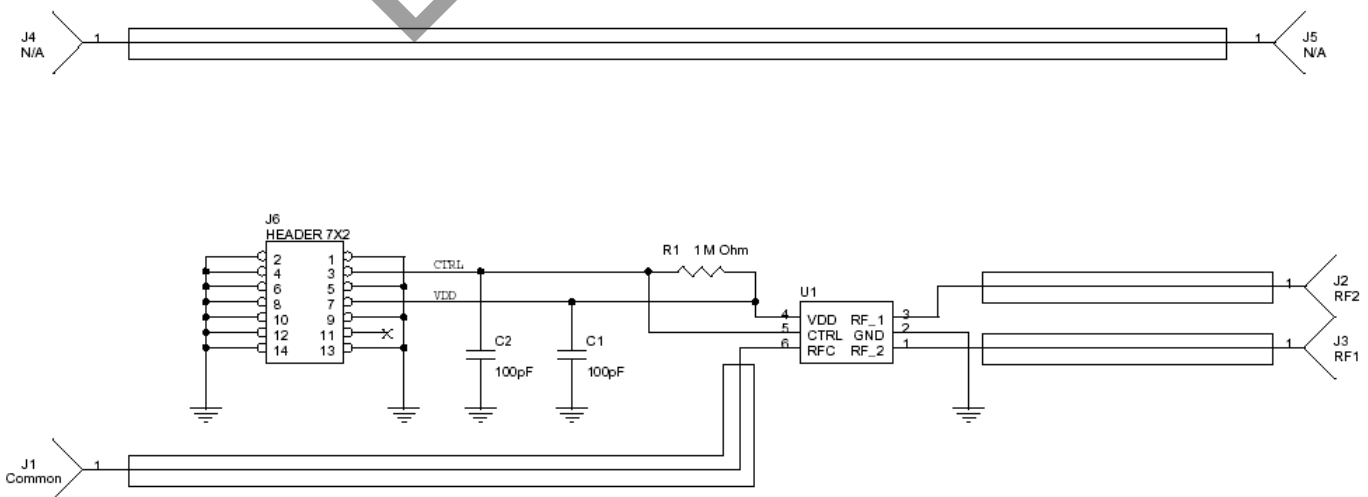 J4
N/A
1
1
J5
N/A
J6
HEADER 7X2
2 1
4 3
6 5
8 7
10 9
12 11
14 13
CTRL
VDD
R1 1 M Ohm
C2
100pF
C1
100pF
U1
4 VDD RF_1 3
5 CTRL GND 2
6 RFC RF_2 1
1
J2
RF2
1
J3
RF1
J1
Common
1